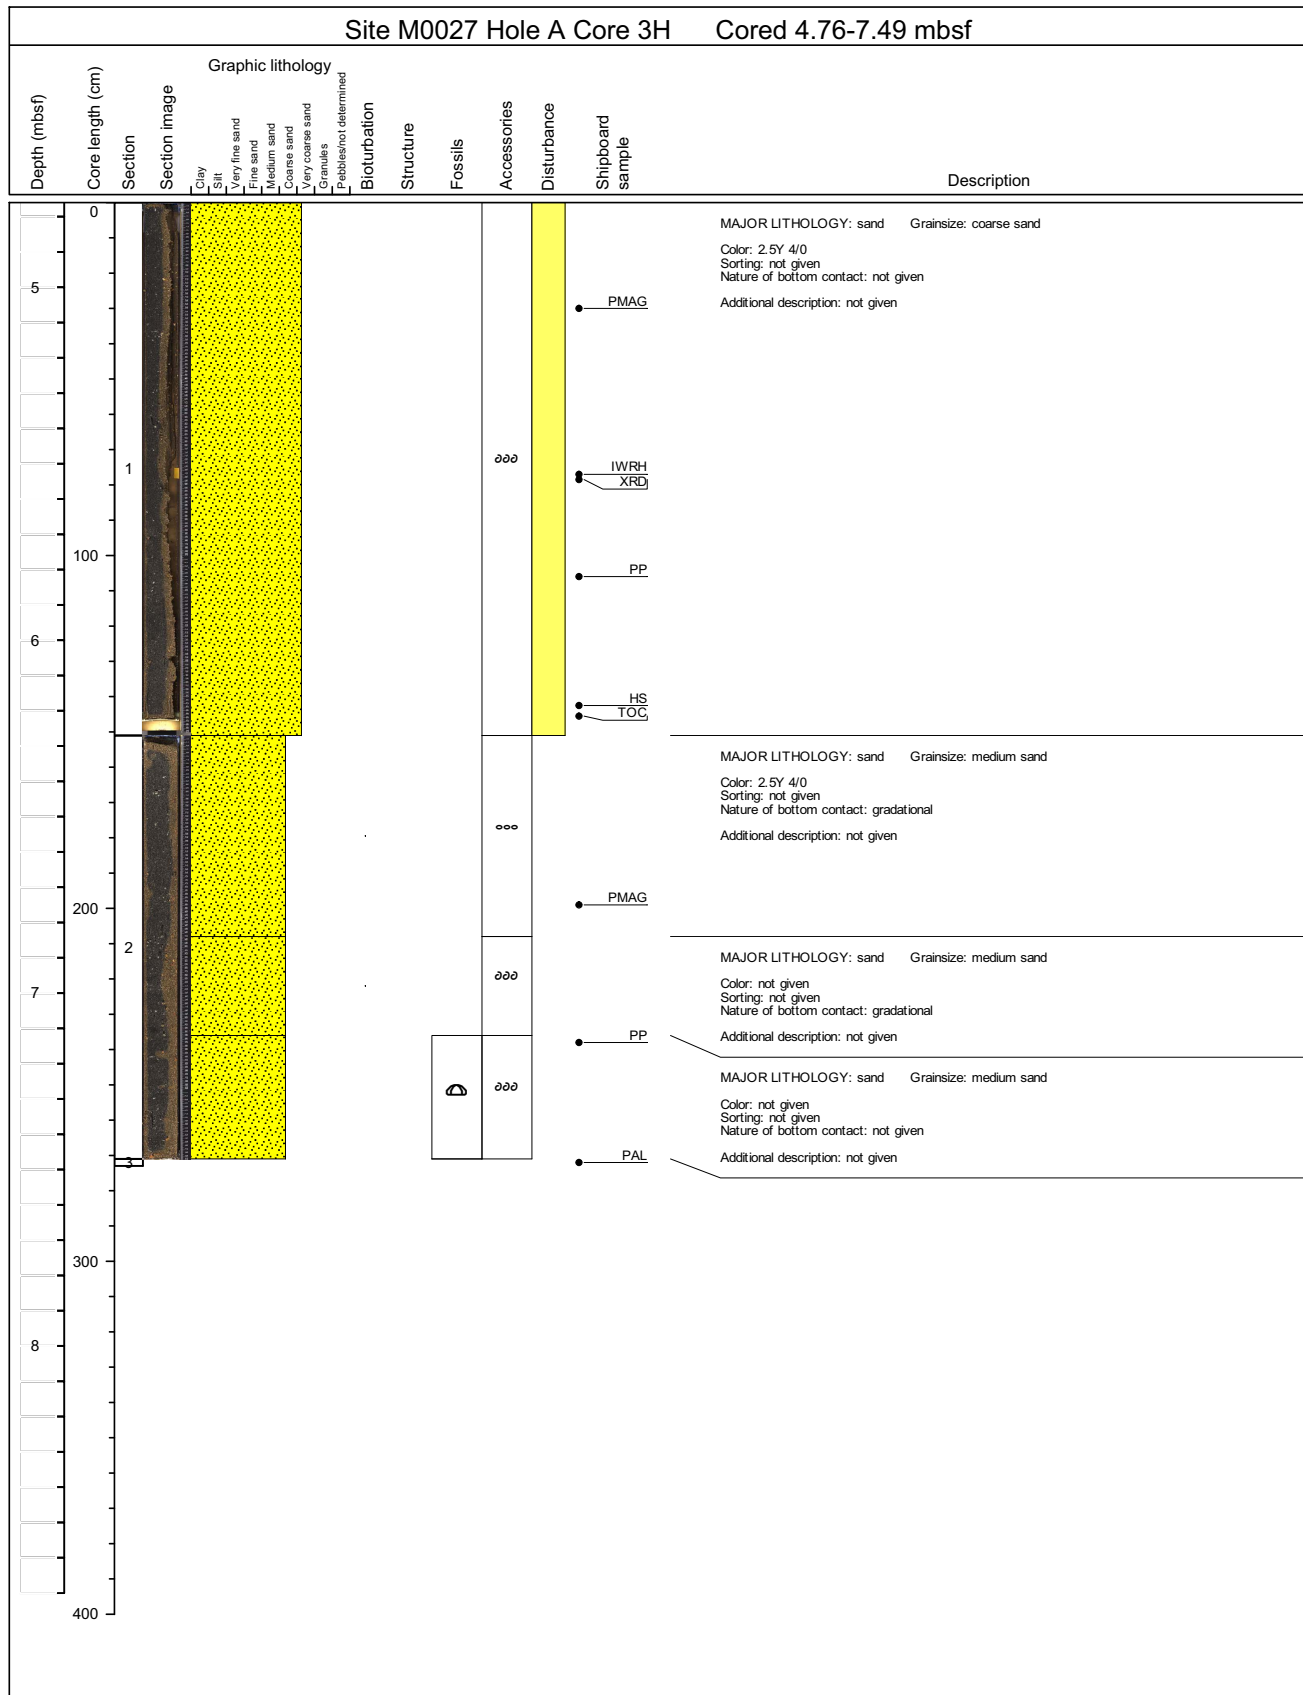 Site M0027 Hole A Core 3H Cored 4.76-7.49 mbsf
Graphic lithology
Depth (mbsf)
Core length (cm)
Section
Section image
Clay
Silt
Very fine sand
Fine sand
Medium sand
Coarse sand
Very coarse sand
Granules
Pebbles/not determined
Bioturbation
Structure
Fossils
Accessories
Disturbance
Shipboard
sample
Description
0
MAJOR LITHOLOGY: sand Grainsize: coarse sand
Color: 2.5Y 4/0
Sorting: not given
Nature of bottom contact: not given
5
Additional description: not given
PMAG
1
IWRH
XRD
100
PP
6
HS
TOC
MAJOR LITHOLOGY: sand Grainsize: medium sand
Color: 2.5Y 4/0
Sorting: not given
Nature of bottom contact: gradational
Additional description: not given
PMAG
200
2
MAJOR LITHOLOGY: sand Grainsize: medium sand
Color: not given
7
Sorting: not given
Nature of bottom contact: gradational
PP
Additional description: not given
MAJOR LITHOLOGY: sand Grainsize: medium sand
Color: not given
Sorting: not given
Nature of bottom contact: not given
3
PAL
Additional description: not given
300
8
400